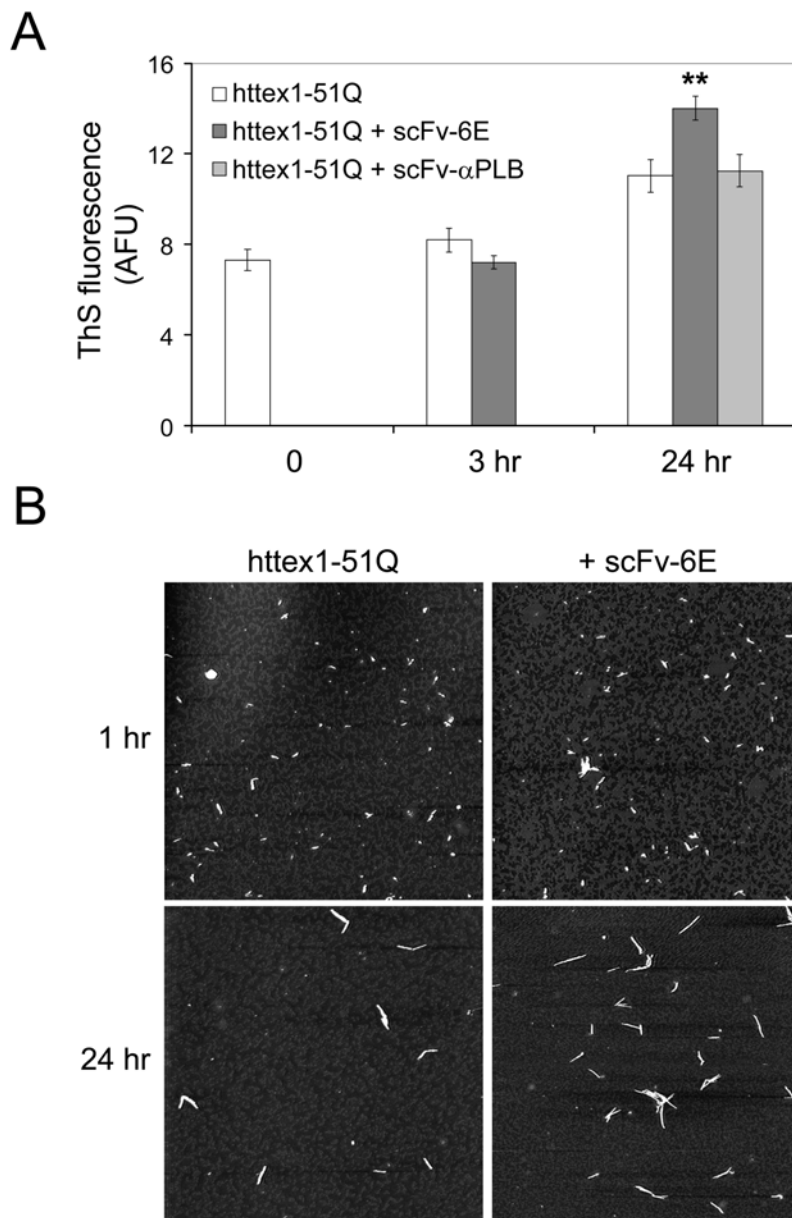 A
16
12
8
4
0
ThS fluorescence
(AFU)
httex1-51Q
httex1-51Q + scFv-6E
httex1-51Q + scFv-αPLB
**
0
3 hr
24 hr
B
httex1-51Q
+ scFv-6E
1 hr
24 hr